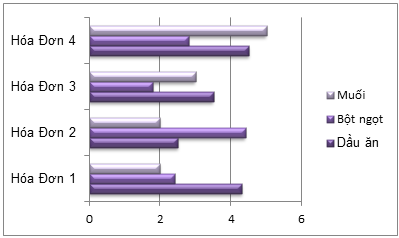 Hóa Đơn 4
Hóa Đơn 3
Hóa Đơn 2
Hóa Đơn 1
0 2 4 6
Muối
Bột ngọt
Dầu ăn